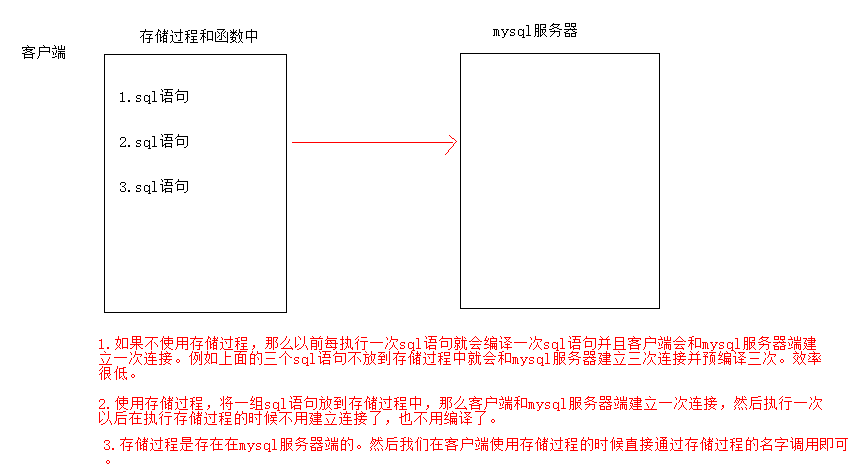 客户端
存储过程和函数中
mysql服务器
1.sql语句
2.sql语句
3.sql语句
1.如果不使用存储过程，那么以前每执行一次sql语句就会编译一次sql语句并且客户端会和mysql服务器端建
立一次连接。例如上面的三个sql语句不放到存储过程中就会和mysql服务器建立三次连接并预编译三次。效率
很低。
2.使用存储过程，将一组sql语句放到存储过程中，那么客户端和mysql服务器端建立一次连接，然后执行一次
以后在执行存储过程的时候不用建立连接了，也不用编译了。
3.存储过程是存在在mysql服务器端的。然后我们在客户端使用存储过程的时候直接通过存储过程的名字调用即可
。